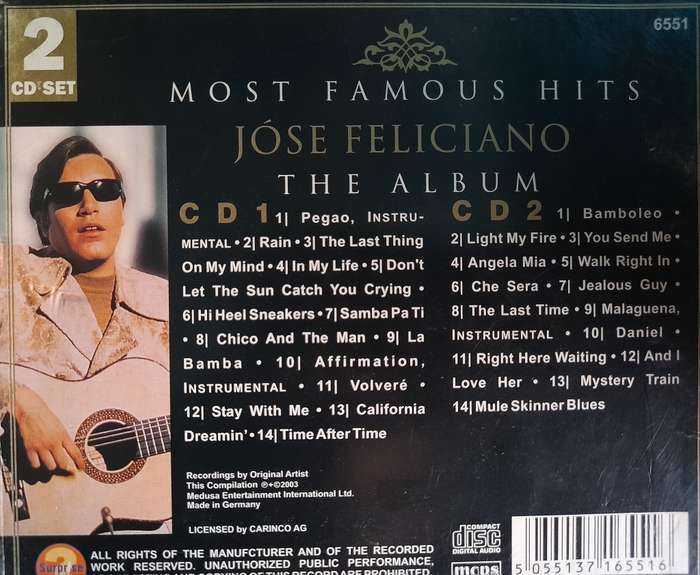 2
CD SET
6551
MOST FAMOUS HITS
JÓSE FELICIANO
THE ALBUM
CD 1 1| Pegao, INSTRU-
MENTAL • 2| Rain • 3| The Last Thing
On My Mind • 4| In My Life • 5| Don't
Let The Sun Catch You Crying •
6| Hi Heel Sneakers • 7| Samba Pa Ti
• 8| Chico And The Man • 9| La
Bamba • 10| Affirmation,
INSTRUMENTAL • 11| Volveré •
12| Stay With Me • 13| California
Dreamin' • 14| Time After Time
CD 2 1| Bamboleo •
2| Light My Fire • 3| You Send Me •
4| Angela Mia • 5| Walk Right In •
6| Che Sera • 7| Jealous Guy •
8| The Last Time • 9| Malaguena,
INSTRUMENTAL • 10| Daniel •
11| Right Here Waiting • 12| And I
Love Her • 13| Mystery Train
14| Mule Skinner Blues
Recordings by Original Artist
This Compilation ℗+©2003
Medusa Entertainment International Ltd.
Made in Germany
LICENSED BY CARINCO AG
Surprise
ALL RIGHTS OF THE MANUFCTURER AND OF THE RECORDED
WORK RESERVED. UNAUTHORIZED PUBLIC PERFORMANCE,
COMPACT
disc
DIGITAL AUDIO
mcps
5 055137 165516